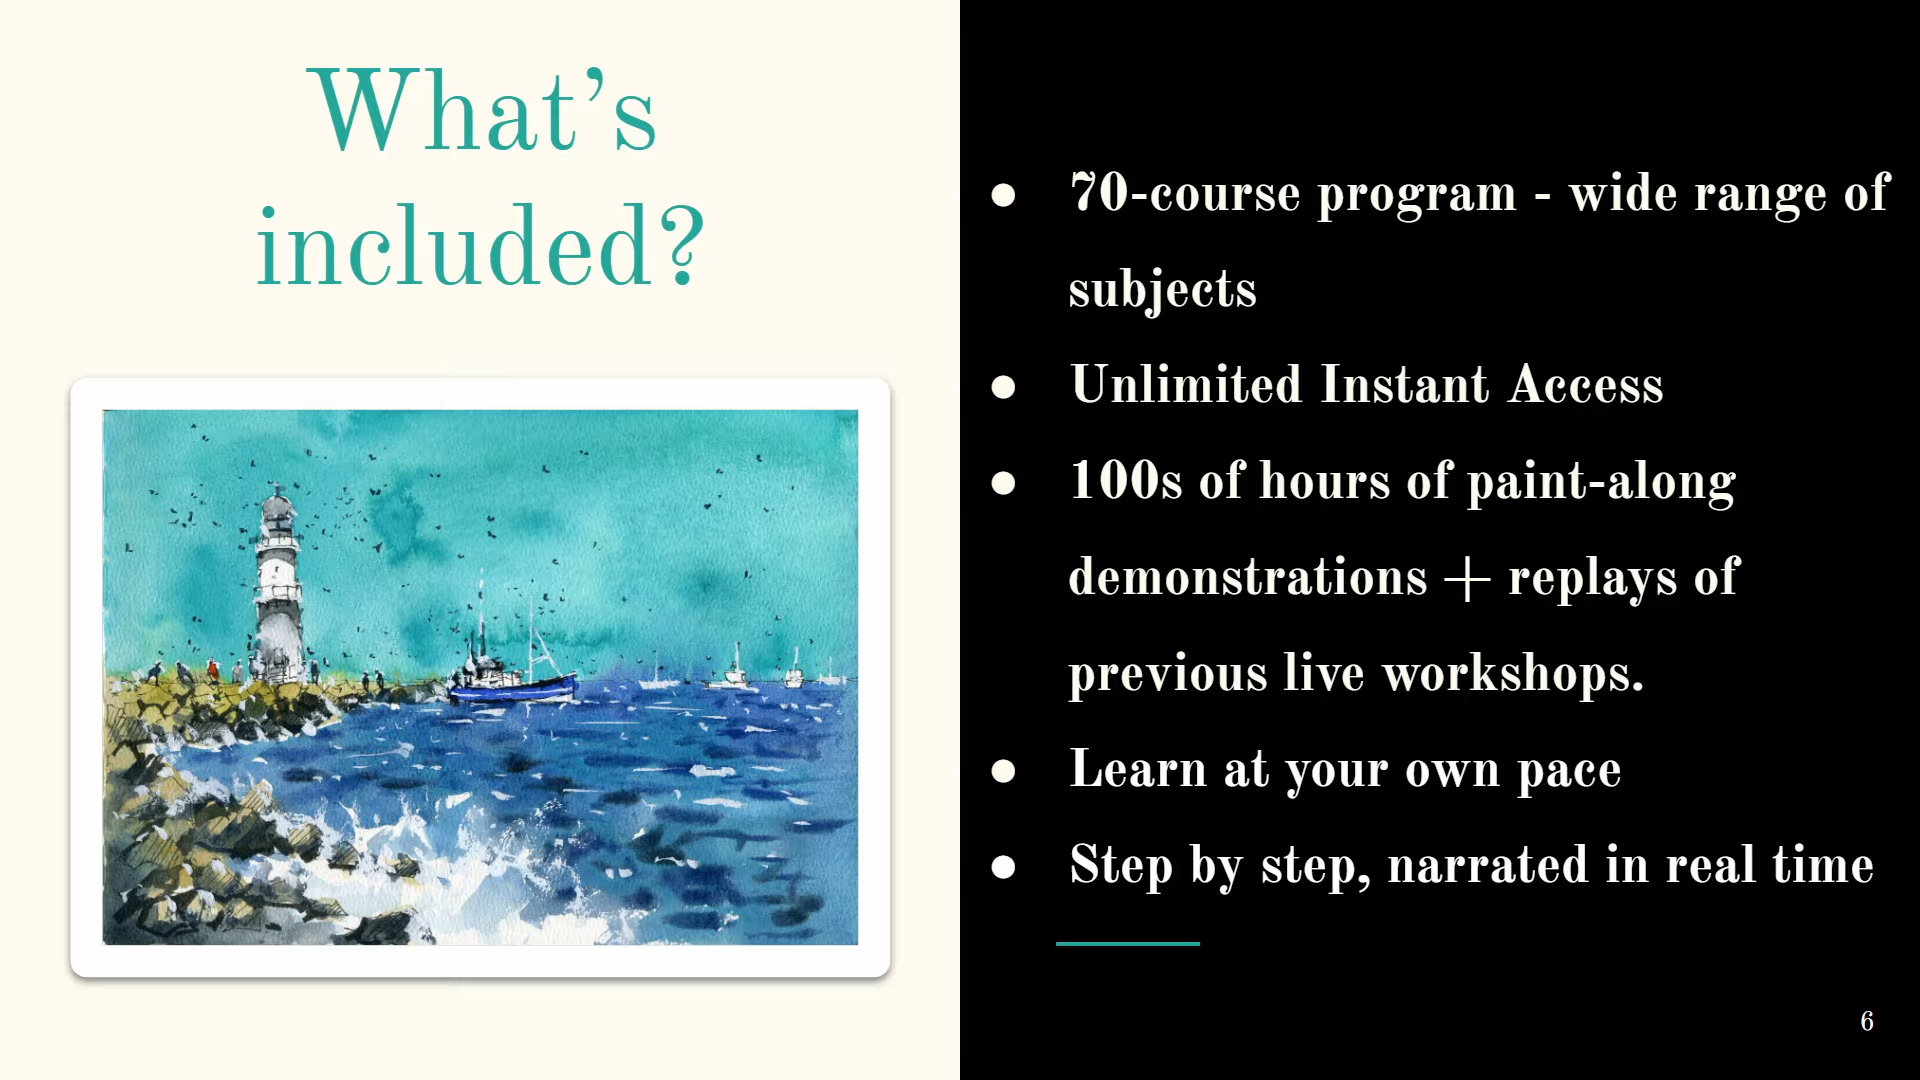 What’s
included?
● 70-course program - wide range of
subjects
● Unlimited Instant Access
● 100s of hours of paint-along
demonstrations + replays of
previous live workshops.
● Learn at your own pace
● Step by step, narrated in real time
6